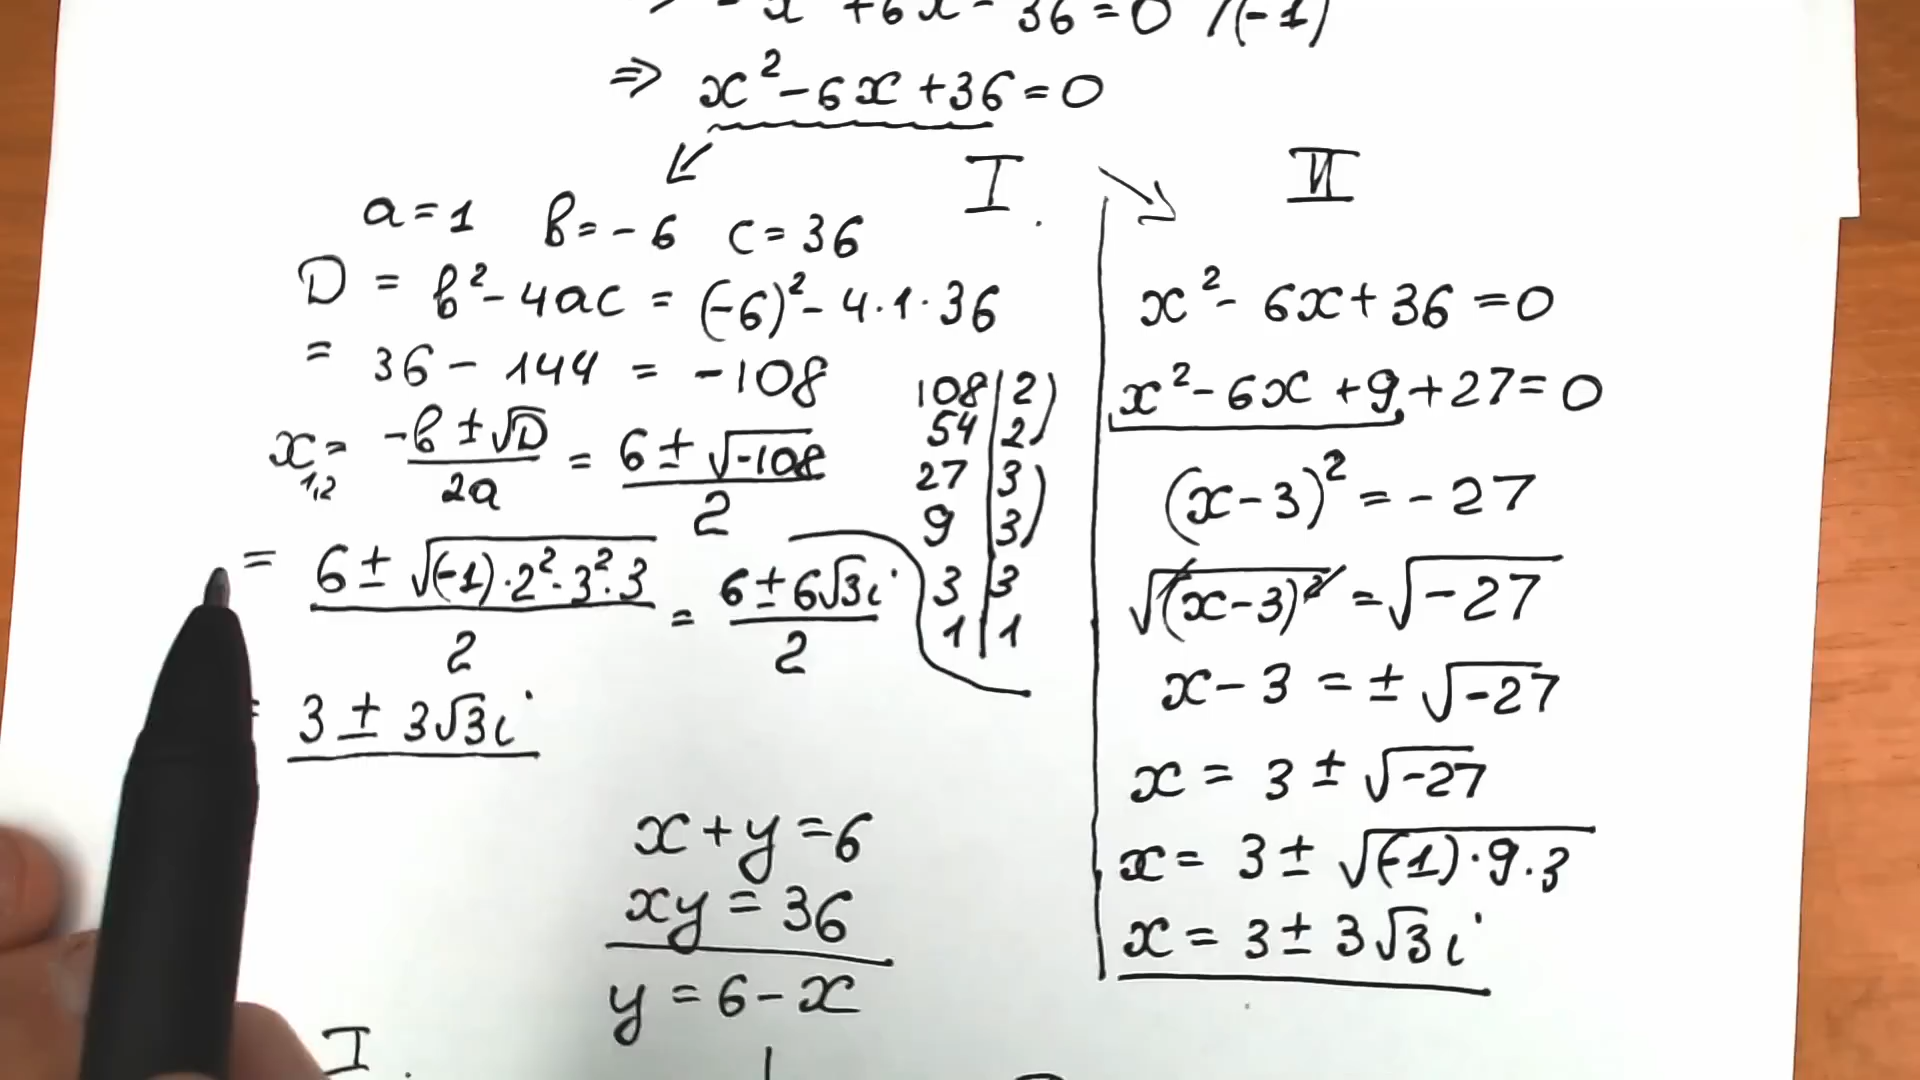 ⇒ -x² + 6x - 36 = 0 /(-1)
⇒ x² - 6x + 36 = 0
I.
a = 1 b = -6 c = 36
D = b² - 4ac = (-6)² - 4·1·36
= 36 - 144 = -108
x₁,₂ = (-b ± √D)/2a = (6 ± √-108)/2
= (6 ± √(-1)·2²·3²·3)/2 = (6 ± 6√3i)/2
= 3 ± 3√3i
108 | 2
54 | 2
27 | 3
9 | 3
3 | 3
1 | 1
II
x² - 6x + 36 = 0
x² - 6x + 9 + 27 = 0
(x - 3)² = -27
√(x-3)² = √-27
x - 3 = ± √-27
x = 3 ± √-27
x = 3 ± √(-1)·9·3
x = 3 ± 3√3i
x + y = 6
xy = 36
y = 6 - x
I.